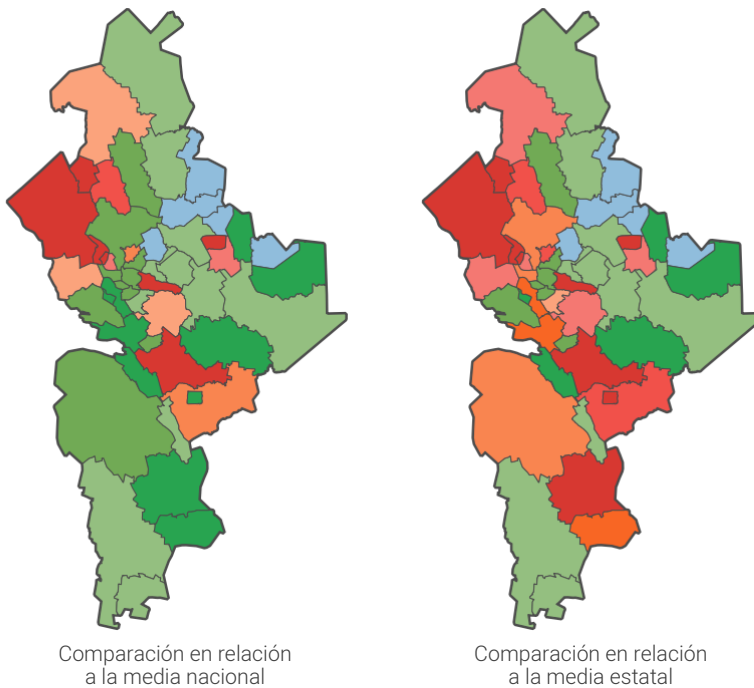 Comparación en relación
a la media nacional
Comparación en relación
a la media estatal